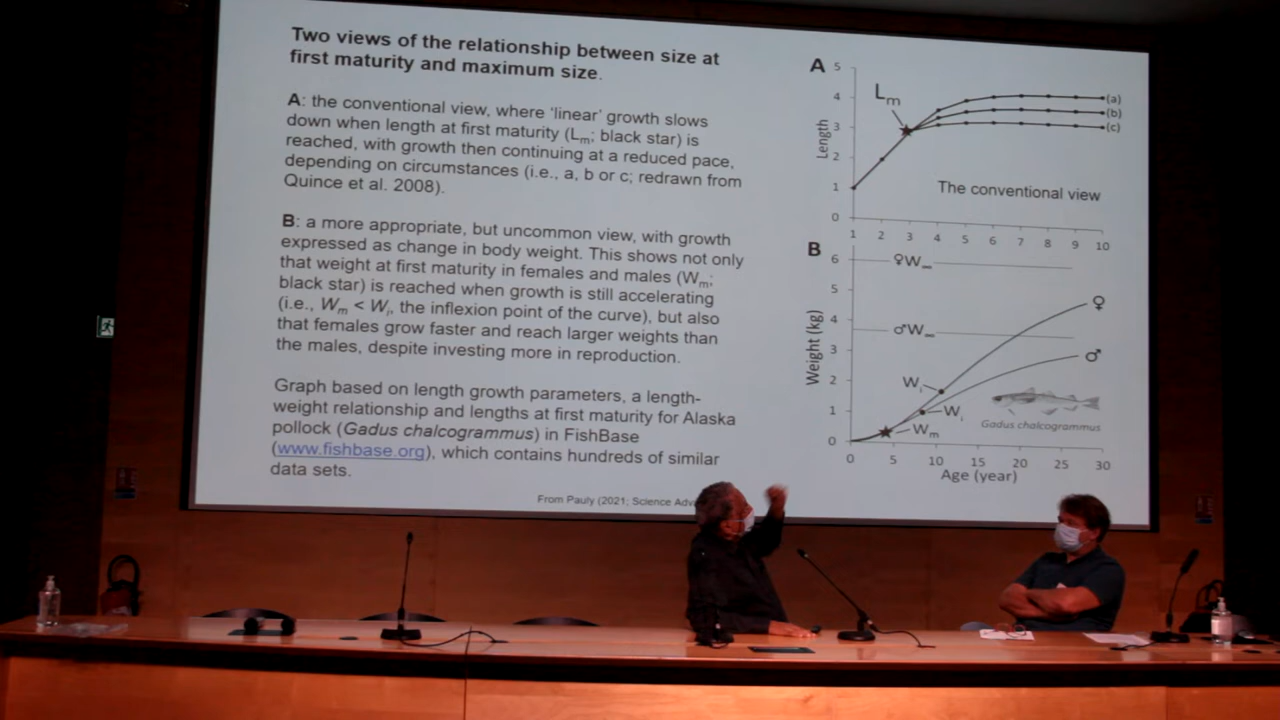 Two views of the relationship between size at
first maturity and maximum size.
A: the conventional view, where 'linear' growth slows
down when length at first maturity (Lm; black star) is
reached, with growth then continuing at a reduced pace,
depending on circumstances (i.e., a, b or c; redrawn from
Quince et al. 2008).
B: a more appropriate, but uncommon view, with growth
expressed as change in body weight. This shows not only
that weight at first maturity in females and males (Wm;
black star) is reached when growth is still accelerating
(i.e., Wm < Wi, the inflexion point of the curve), but also
that females grow faster and reach larger weights than
the males, despite investing more in reproduction.
Graph based on length growth parameters, a length-
weight relationship and lengths at first maturity for Alaska
pollock (Gadus chalcogrammus) in FishBase
(www.fishbase.org), which contains hundreds of similar
data sets.
From Pauly (2021; Science Adv
A
5
4
3
2
1
0
Length
Lm
(a)
(b)
(c)
The conventional view
1 2 3 4 5 6 7 8 9 10
B
6
5
4
3
2
1
0
Weight (kg)
♀W∞
♂W∞
♀
♂
Wi
Wi
Wm
Gadus chalcogrammus
0 5 10 15 20 25 30
Age (year)